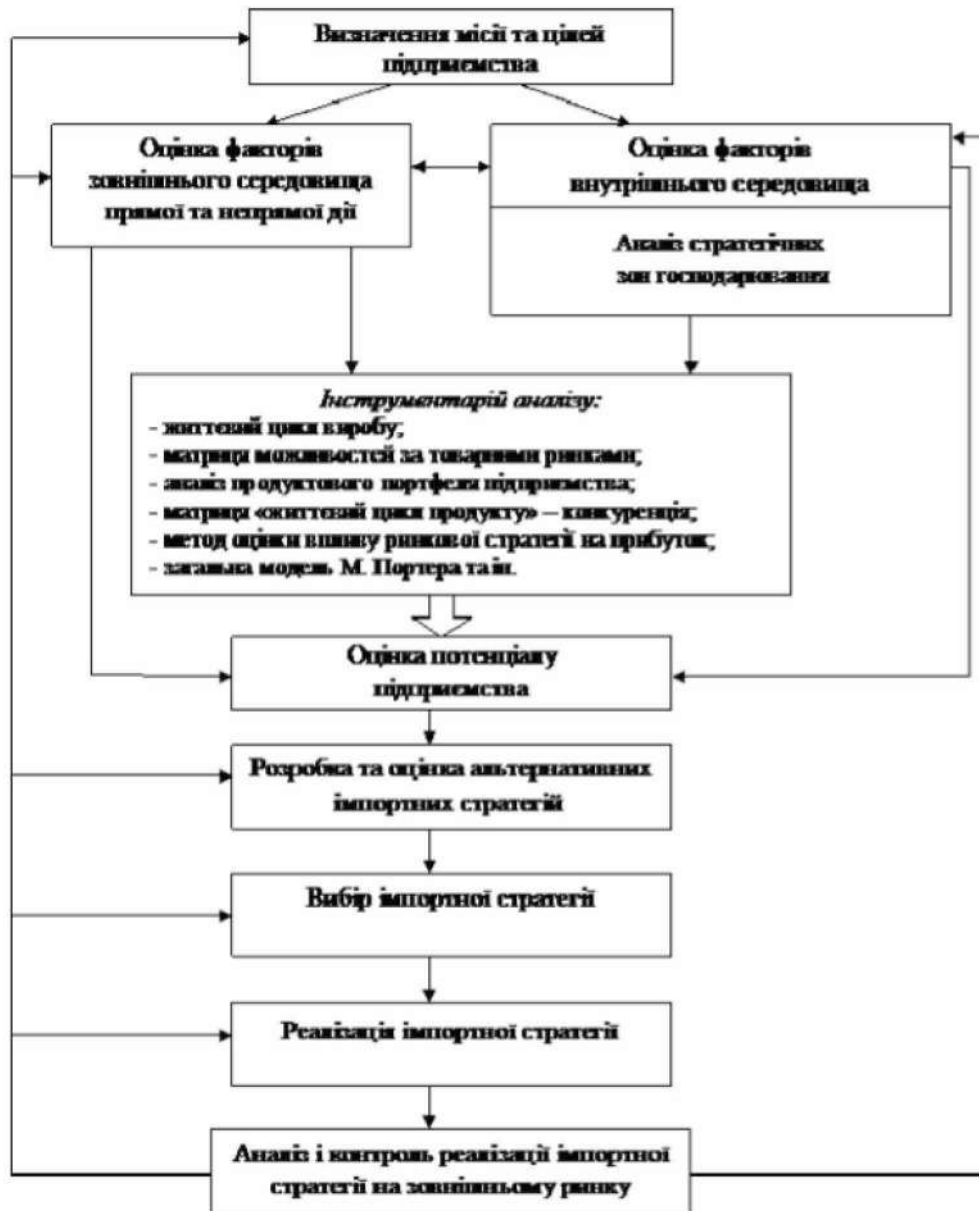 Визначення місії та цілей
підприємства
Оцінка факторів
зовнішнього середовища
прямої та непрямої дії
Оцінка факторів
внутрішнього середовища
Аналіз стратегічних
зон господарювання
Інструментарій аналізу:
- життєвий цикл виробу;
- матриця можливостей за товарними ринками;
- аналіз продуктового портфеля підприємства;
- матриця «життєвий цикл продукту» – конкуренція;
- метод оцінки впливу ринкової стратегії на прибуток;
- загальна модель М. Портера та ін.
Оцінка потенціалу
підприємства
Розробка та оцінка альтернативних
імпортних стратегій
Вибір імпортної стратегії
Реалізація імпортної стратегії
Аналіз і контроль реалізації імпортної
стратегії на зовнішньому ринку